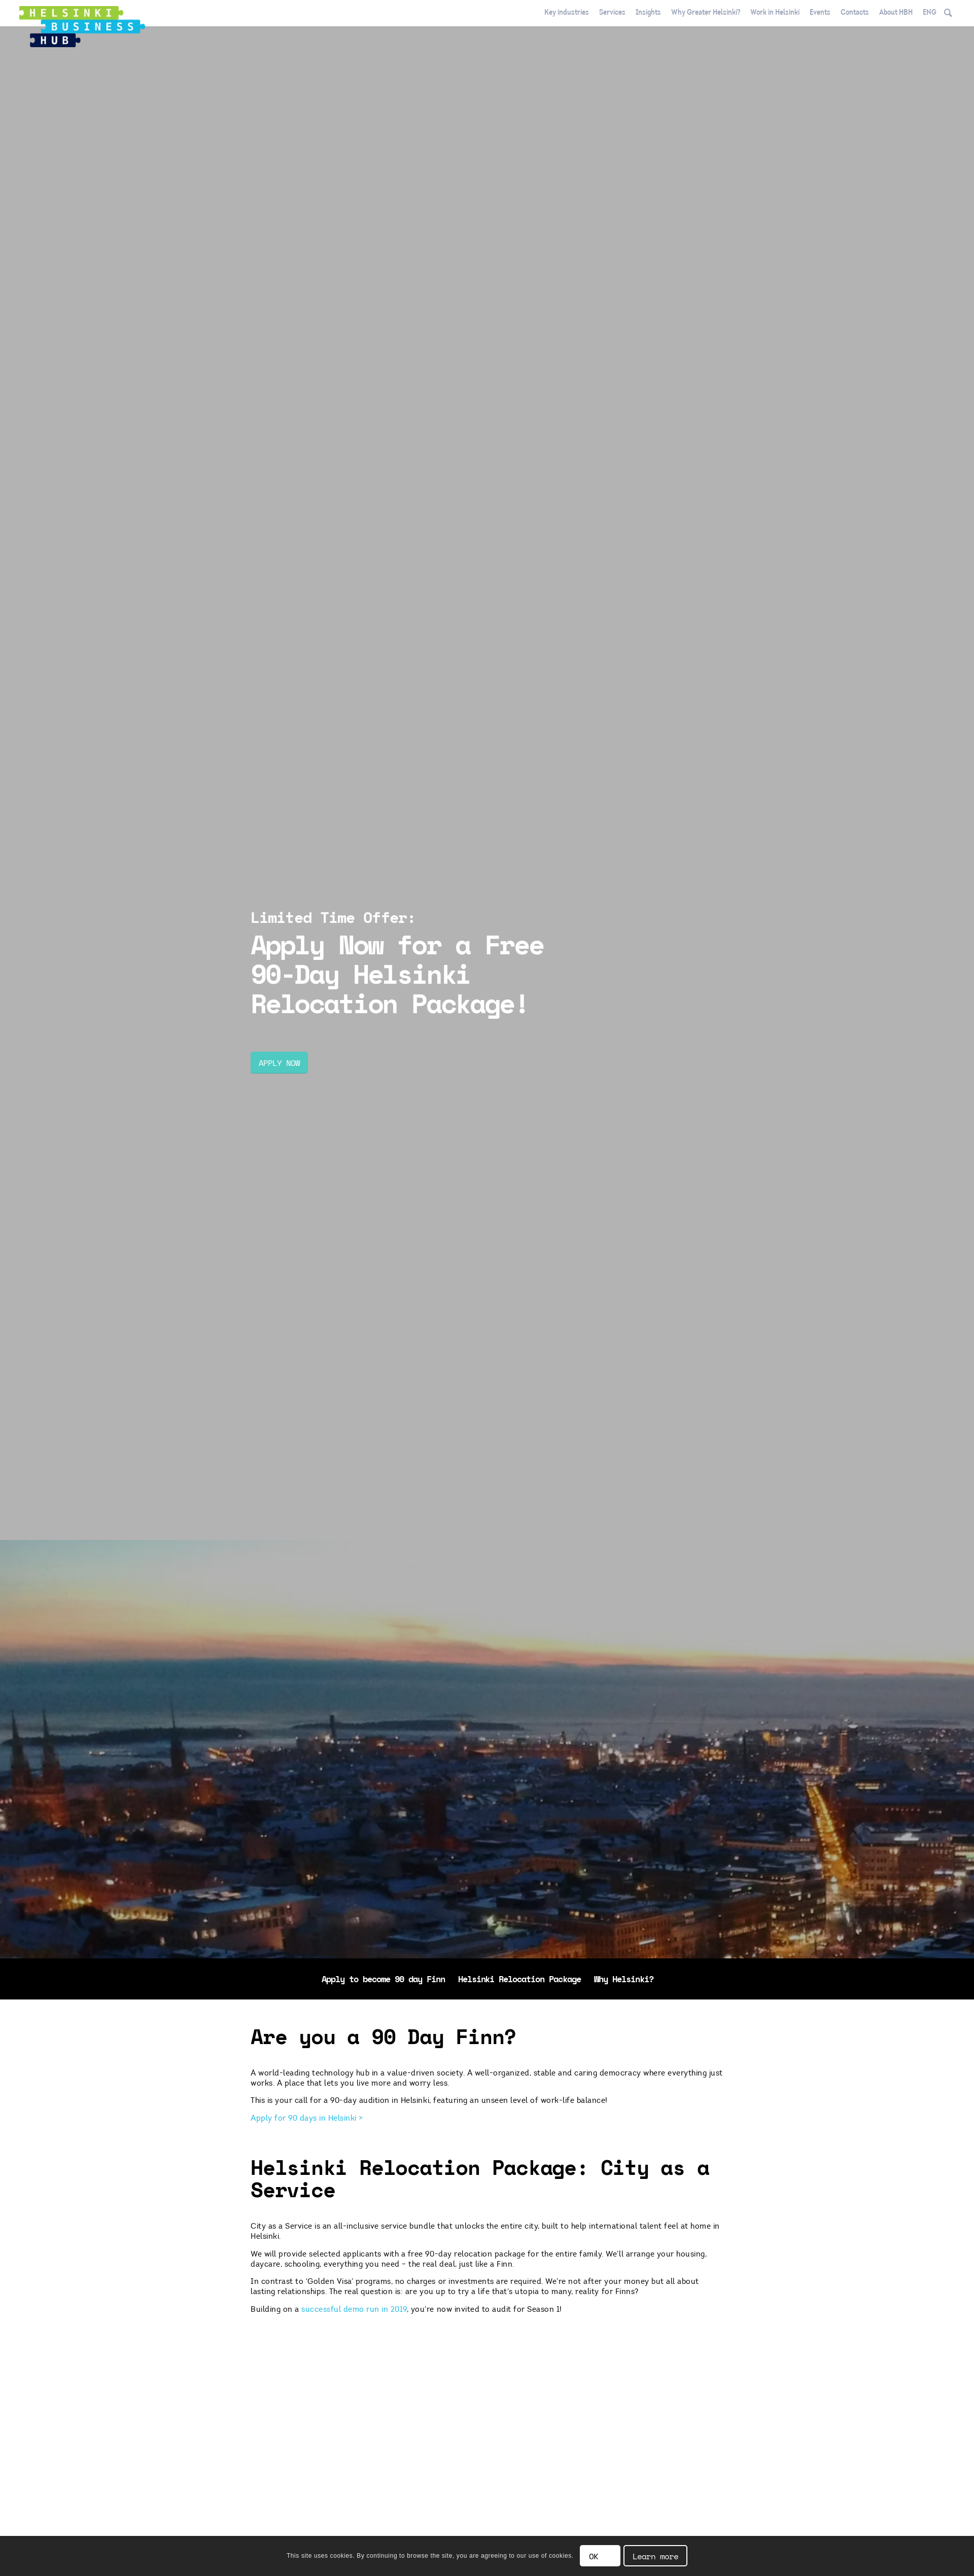 HELSINKI
BUSINESS
HUB
Key industries Services Insights Why Greater Helsinki? Work in Helsinki Events Contacts About HBH ENG
Limited Time Offer:
Apply Now for a Free
90-Day Helsinki
Relocation Package!
APPLY NOW
Apply to become 90 day Finn Helsinki Relocation Package Why Helsinki?
Are you a 90 Day Finn?
A world-leading technology hub in a value-driven society. A well-organized, stable and caring democracy where everything just
works. A place that lets you live more and worry less.
This is your call for a 90-day audition in Helsinki, featuring an unseen level of work-life balance!
Apply for 90 days in Helsinki >
Helsinki Relocation Package: City as a
Service
City as a Service is an all-inclusive service bundle that unlocks the entire city, built to help international talent feel at home in
Helsinki.
We will provide selected applicants with a free 90-day relocation package for the entire family. We'll arrange your housing,
daycare, schooling, everything you need – the real deal, just like a Finn.
In contrast to 'Golden Visa' programs, no charges or investments are required. We're not after your money but all about
lasting relationships. The real question is: are you up to try a life that's utopia to many, reality for Finns?
Building on a successful demo run in 2019, you're now invited to audit for Season 1!
This site uses cookies. By continuing to browse the site, you are agreeing to our use of cookies. OK Learn more